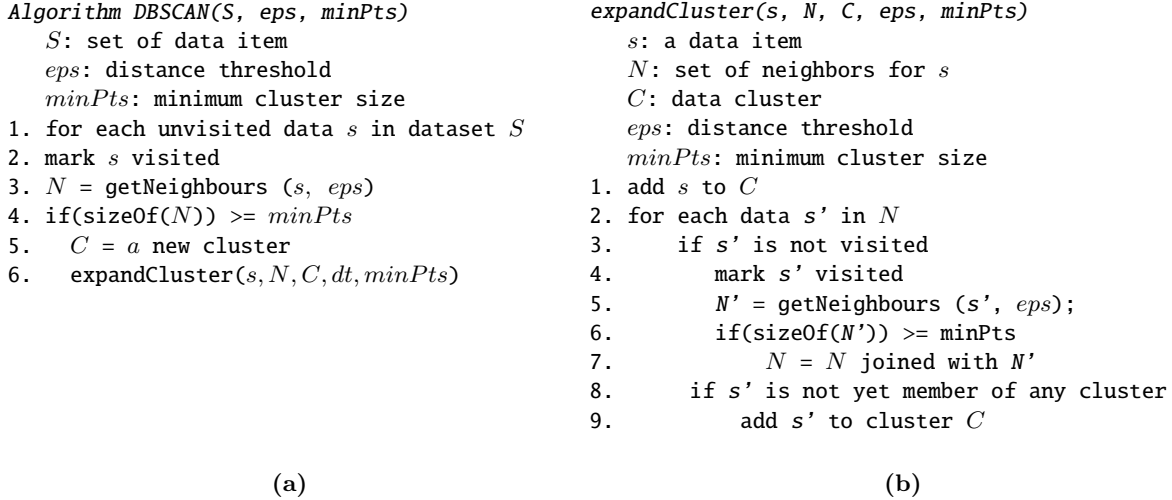 Algorithm DBSCAN(S, eps, minPts)
S: set of data item
eps: distance threshold
minPts: minimum cluster size
1. for each unvisited data s in dataset S
2. mark s visited
3. N = getNeighbours (s, eps)
4. if(sizeOf(N)) >= minPts
5. C = a new cluster
6. expandCluster(s, N, C, dt, minPts)
(a)
expandCluster(s, N, C, eps, minPts)
s: a data item
N: set of neighbors for s
C: data cluster
eps: distance threshold
minPts: minimum cluster size
1. add s to C
2. for each data s' in N
3. if s' is not visited
4. mark s' visited
5. N' = getNeighbours (s', eps);
6. if(sizeOf(N')) >= minPts
7. N = N joined with N'
8. if s' is not yet member of any cluster
9. add s' to cluster C
(b)